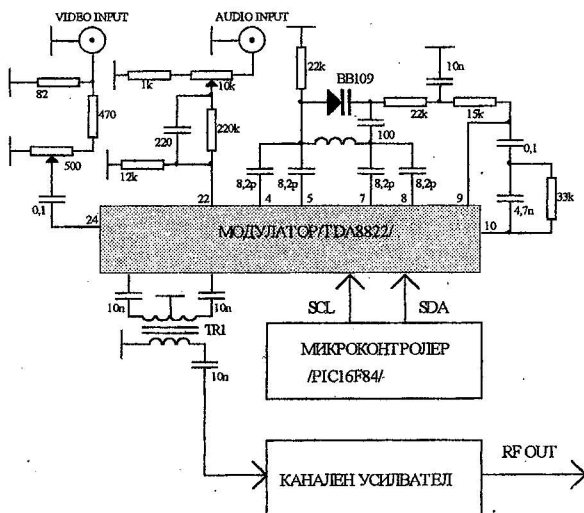 VIDEO INPUT
AUDIO INPUT
82
470
500
0,1
24
1k
10k
220
220k
12k
22
22k
BB109
10n
22k
15k
100
0,1
8,2p
8,2p
8,2p
8,2p
4,7n
33k
4
5
7
8
9
10
МОДУЛАТОР/TDA8822/
10n
10n
TR1
10n
SCL
SDA
МИКРОКОНТРОЛЕР
/PIC16F84/
КАНАЛЕН УСИЛВАТЕЛ
RF OUT